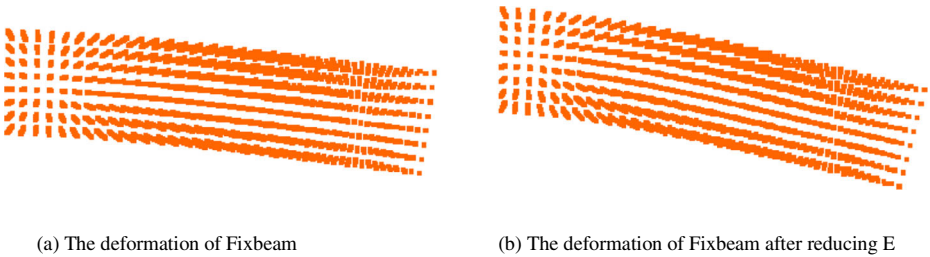 (a) The deformation of Fixbeam
(b) The deformation of Fixbeam after reducing E